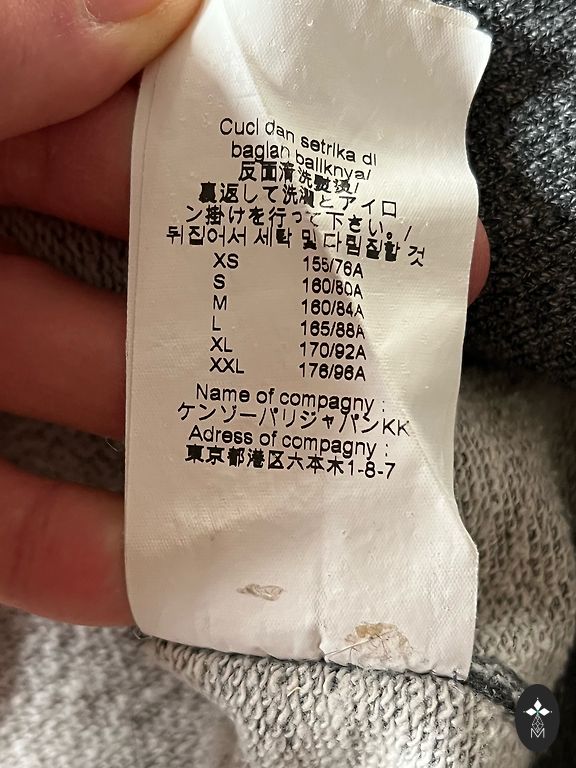 Cuci dan setrika di
bagian baliknya/
反面清洗熨烫/
裏返して洗濯とアイロ
ン掛けを行って下さい。/
뒤집어서 세탁 및 다림질할 것
XS 155/76A
S 160/80A
M 160/84A
L 165/88A
XL 170/92A
XXL 176/96A
Name of compagny :
ケンゾーパリジャパンKK
Adress of compagny :
東京都港区六本木1-8-7